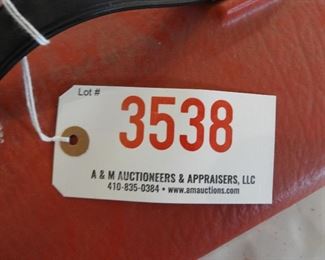 Lot #
3538
A & M AUCTIONEERS & APPRAISERS, LLC
410-835-0384 • www.amauctions.com